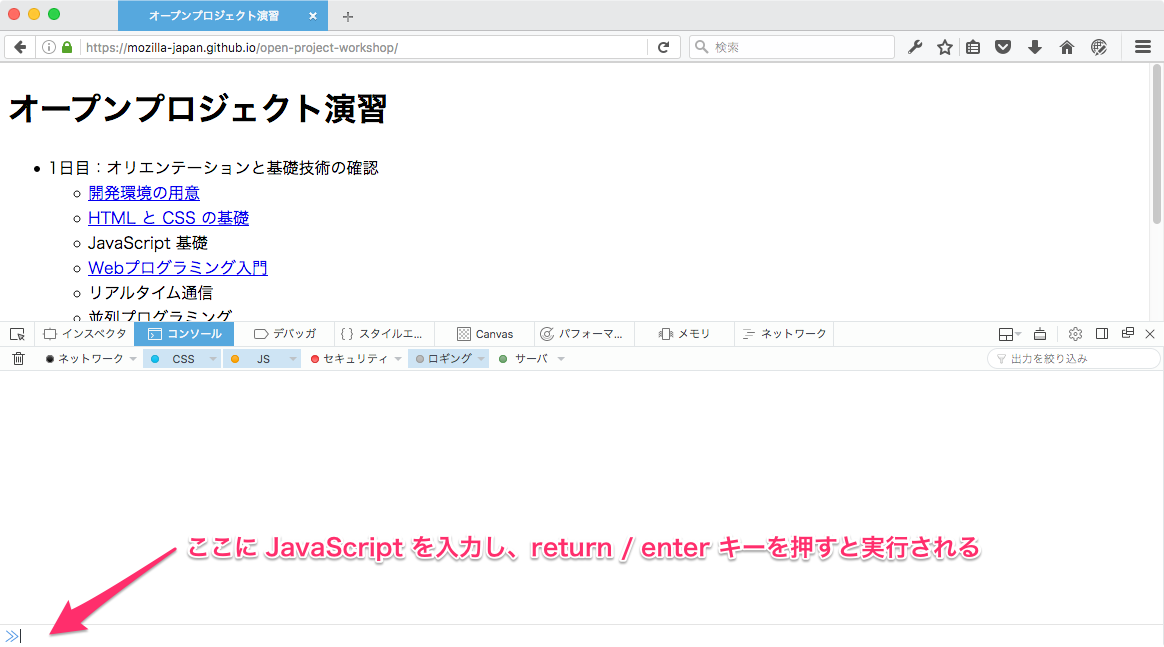 オープンプロジェクト演習
https://mozilla-japan.github.io/open-project-workshop/
検索
オープンプロジェクト演習
1日目：オリエンテーションと基礎技術の確認
開発環境の用意
HTML と CSS の基礎
JavaScript 基礎
Webプログラミング入門
リアルタイム通信
並列プログラミング
インスペクタ コンソール デバッガ スタイルエ... Canvas パフォーマ... メモリ ネットワーク
ネットワーク CSS JS セキュリティ ロギング サーバ 出力を絞り込み
ここに JavaScript を入力し、return / enter キーを押すと実行される